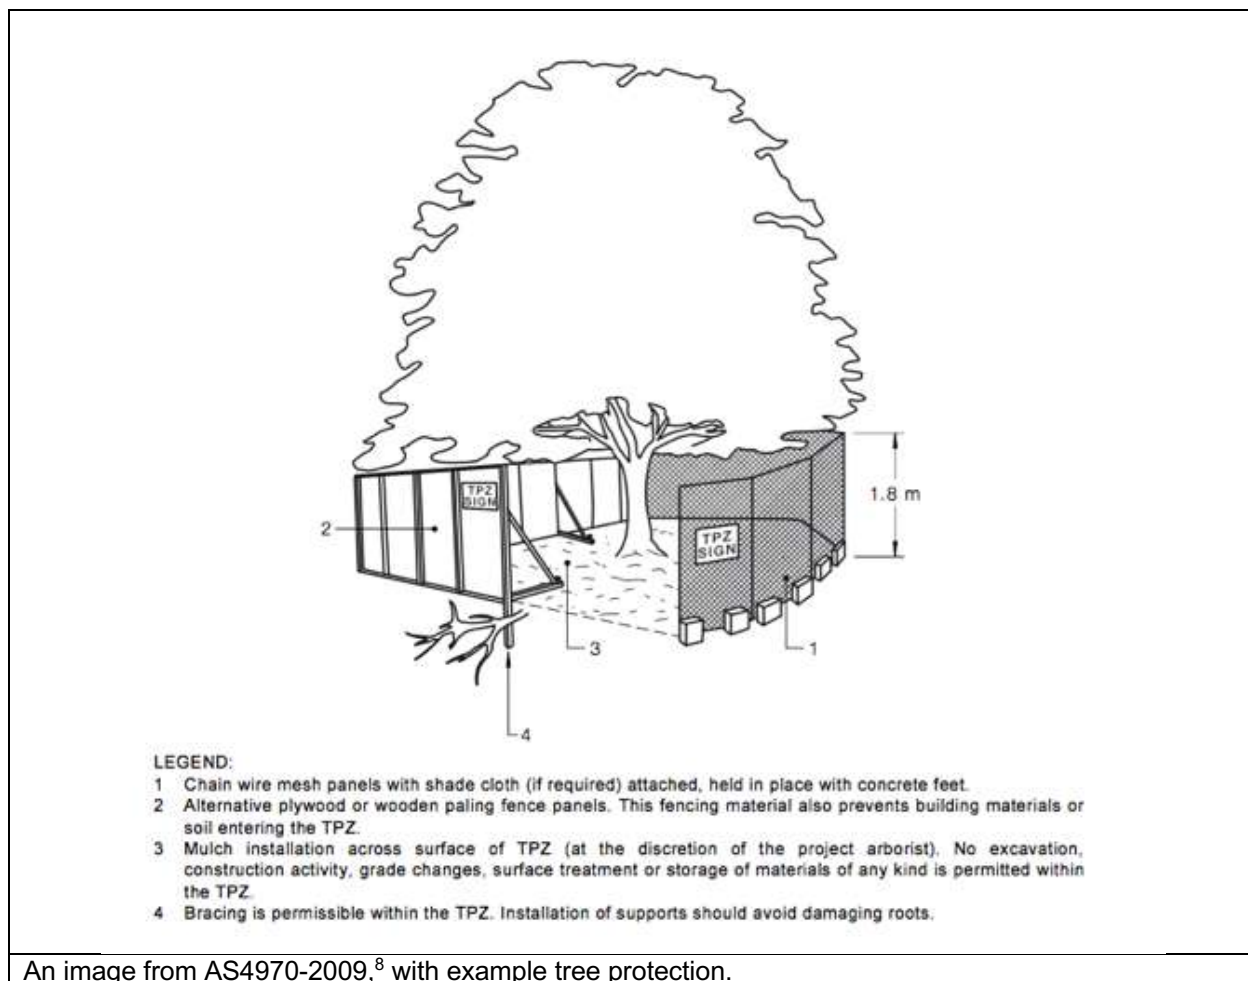 TPZ
SIGN
1.8 m
2
TPZ
SIGN
3
1
4
LEGEND:
1 Chain wire mesh panels with shade cloth (if required) attached, held in place with concrete feet.
2 Alternative plywood or wooden paling fence panels. This fencing material also prevents building materials or
soil entering the TPZ.
3 Mulch installation across surface of TPZ (at the discretion of the project arborist). No excavation,
construction activity, grade changes, surface treatment or storage of materials of any kind is permitted within
the TPZ.
4 Bracing is permissible within the TPZ. Installation of supports should avoid damaging roots.
An image from AS4970-2009,⁸ with example tree protection.